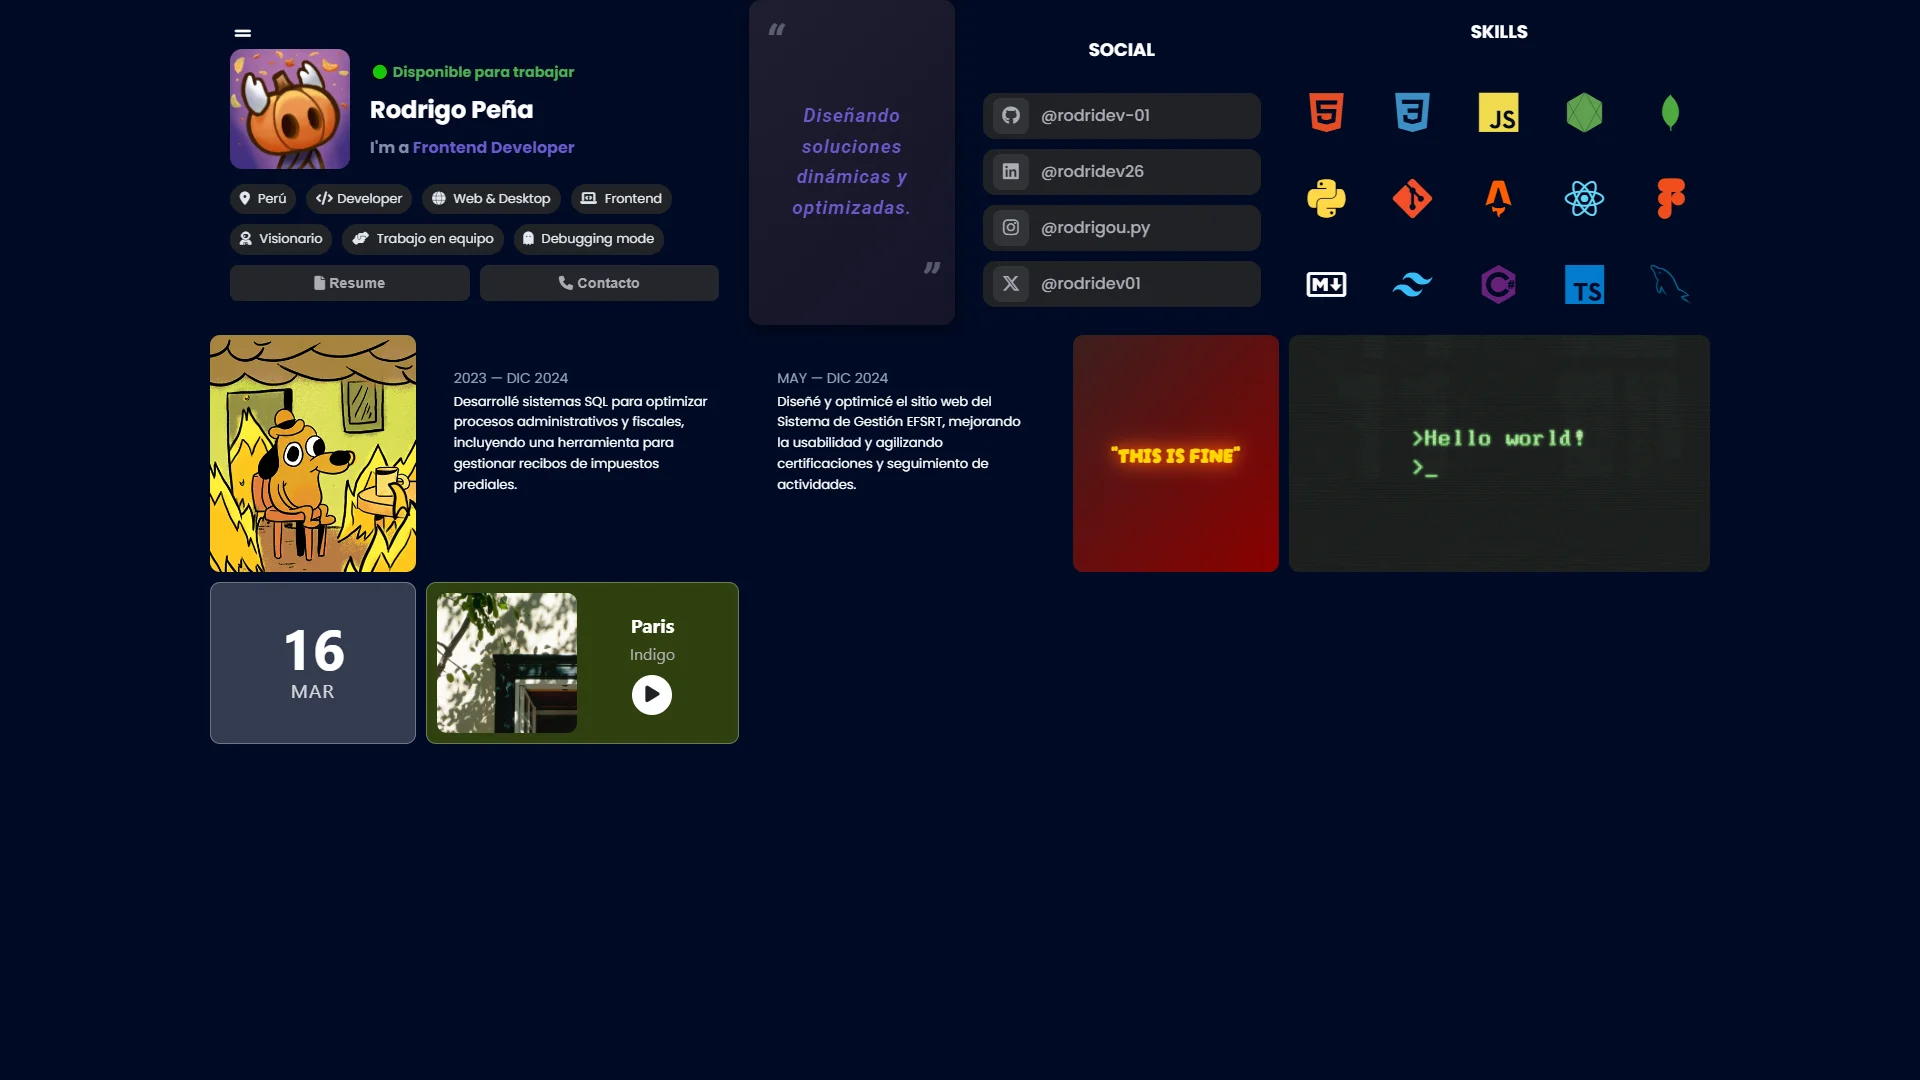 Disponible para trabajar
Rodrigo Peña
I'm a Frontend Developer
Perú
</> Developer
Web & Desktop
Frontend
Visionario
Trabajo en equipo
Debugging mode
Resume
Contacto
“
Diseñando
soluciones
dinámicas y
optimizadas.
”
SOCIAL
@rodridev-01
in @rodridev26
@rodrigou.py
X @rodridev01
SKILLS
5
3
JS
M
C#
TS
2023 — DIC 2024
Desarrollé sistemas SQL para optimizar
procesos administrativos y fiscales,
incluyendo una herramienta para
gestionar recibos de impuestos
prediales.
MAY — DIC 2024
Diseñé y optimicé el sitio web del
Sistema de Gestión EFSRT, mejorando
la usabilidad y agilizando
certificaciones y seguimiento de
actividades.
"THIS IS FINE"
>Hello world!
>_
16
MAR
Paris
Indigo